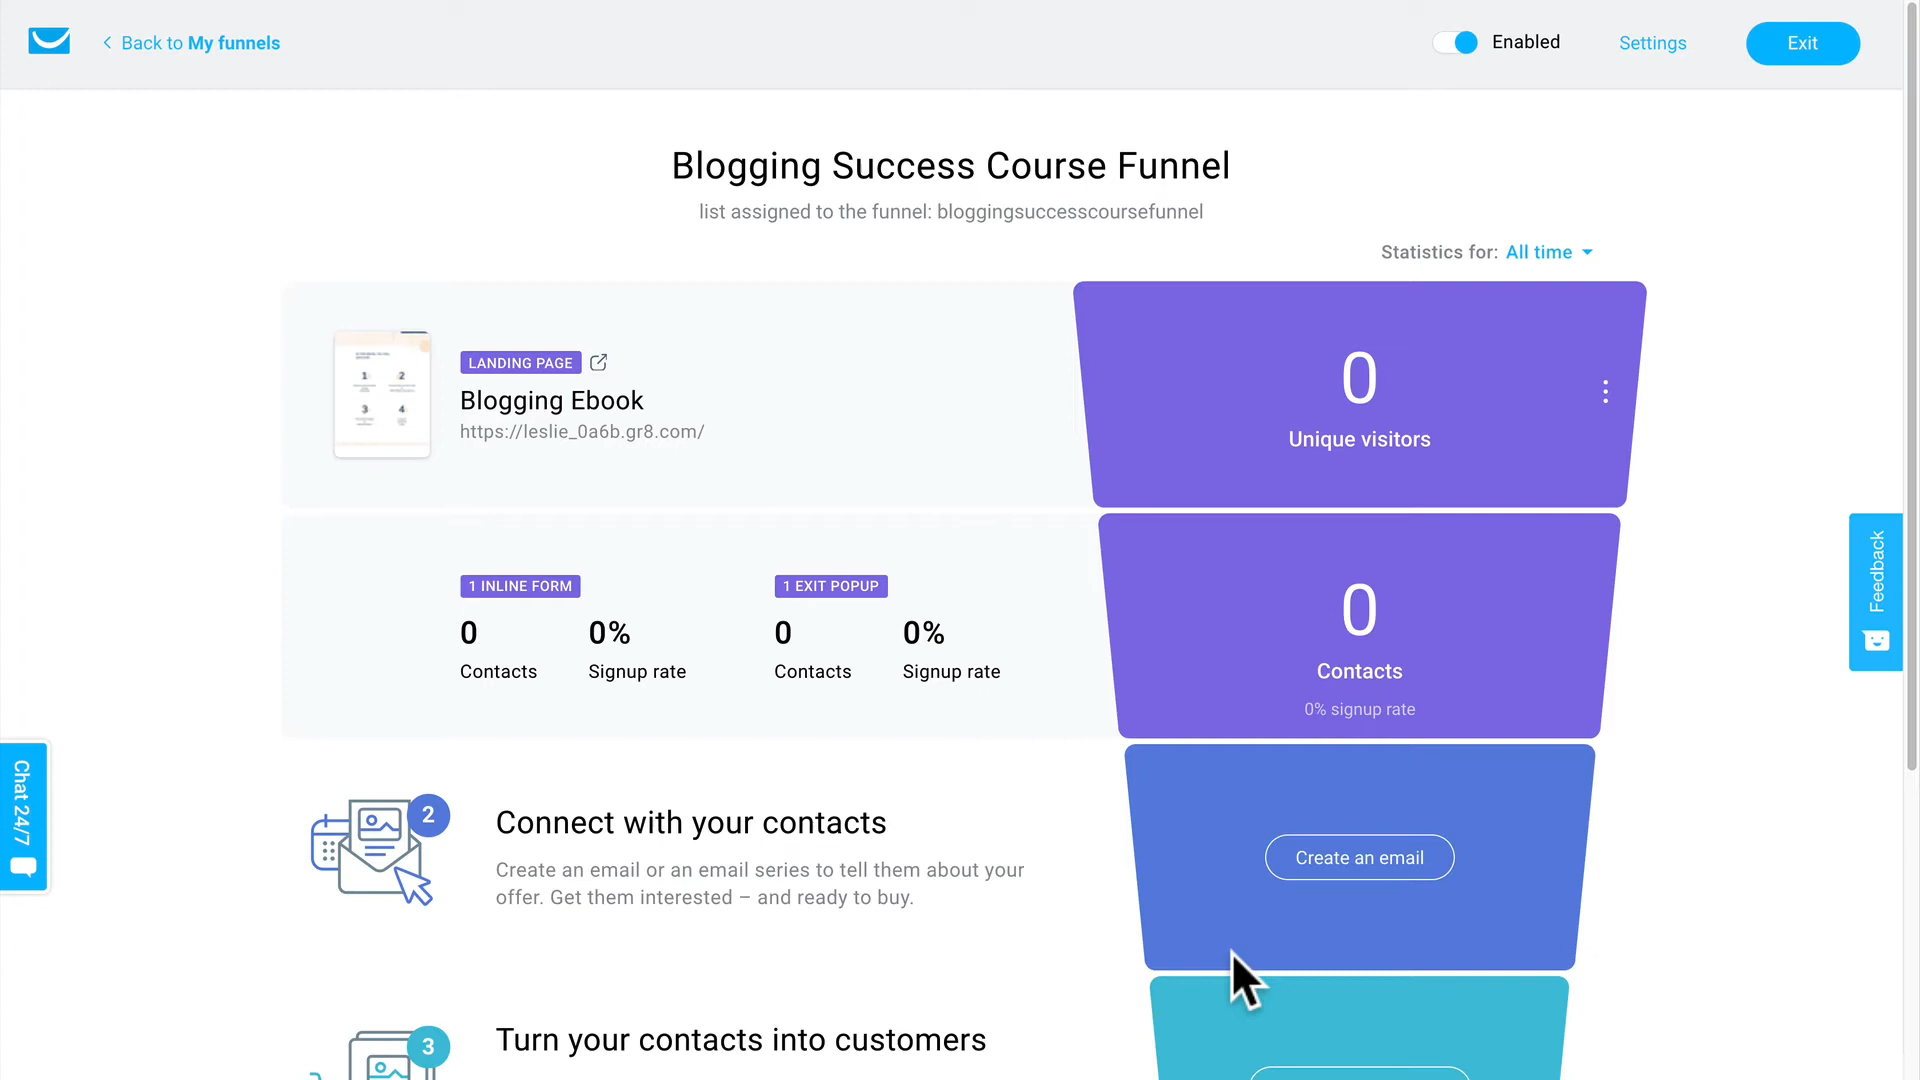 Back to My funnels
Enabled
Settings
Exit
Blogging Success Course Funnel
list assigned to the funnel: bloggingsuccesscoursefunnel
Statistics for: All time
1 2
3 4
LANDING PAGE
Blogging Ebook
https://leslie_0a6b.gr8.com/
0
Unique visitors
1 INLINE FORM
0 0%
Contacts Signup rate
1 EXIT POPUP
0 0%
Contacts Signup rate
0
Contacts
0% signup rate
Feedback
Chat 24/7
2
Connect with your contacts
Create an email or an email series to tell them about your
offer. Get them interested – and ready to buy.
Create an email
3
Turn your contacts into customers